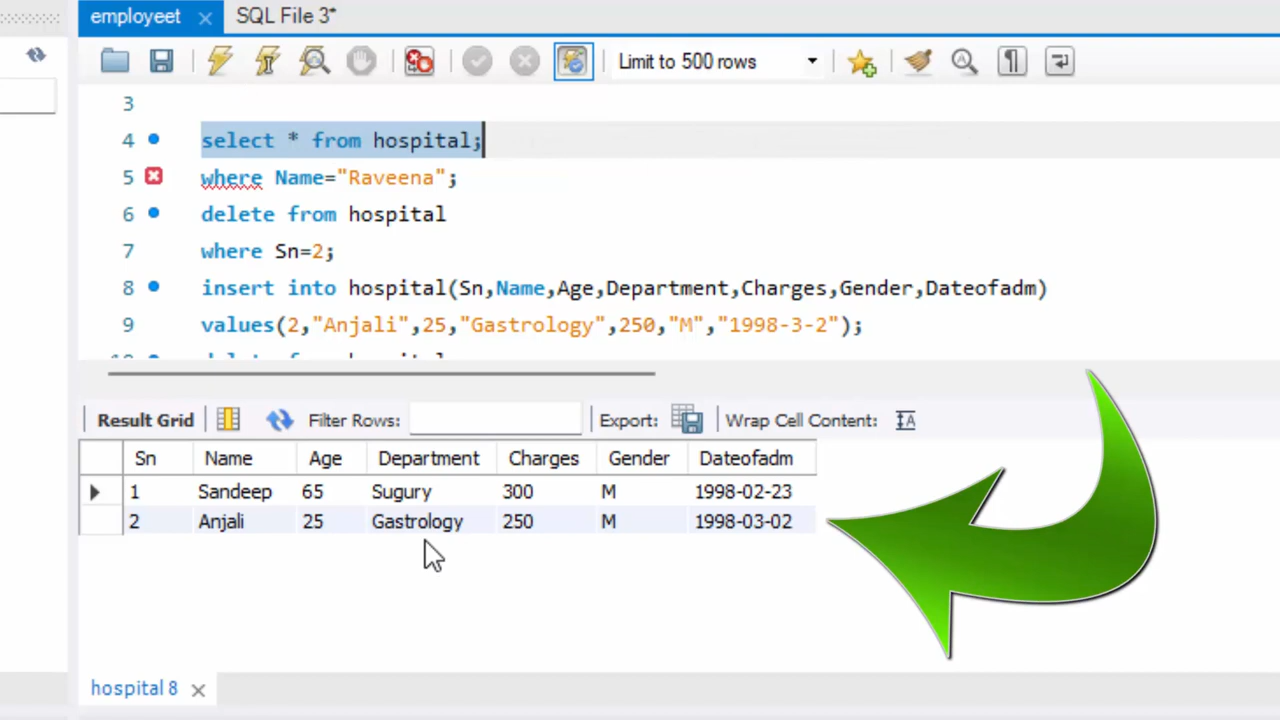 employeet SQL File 3*
Limit to 500 rows
3
4 select * from hospital;
5 where Name="Raveena";
6 delete from hospital
7 where Sn=2;
8 insert into hospital(Sn,Name,Age,Department,Charges,Gender,Dateofadm)
9 values(2,"Anjali",25,"Gastrology",250,"M","1998-3-2");
Result Grid Filter Rows: Export: Wrap Cell Content:
Sn Name Age Department Charges Gender Dateofadm
1 Sandeep 65 Sugury 300 M 1998-02-23
2 Anjali 25 Gastrology 250 M 1998-03-02
hospital 8